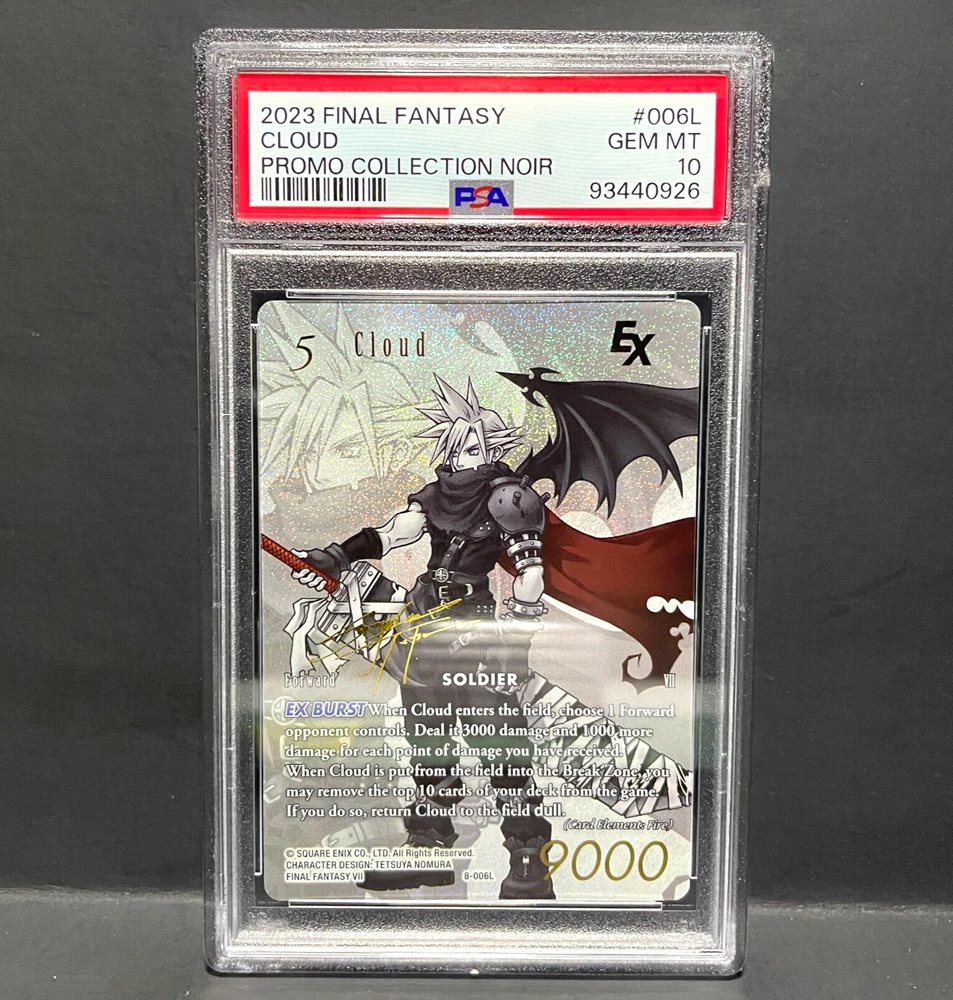 2023 FINAL FANTASY #006L
CLOUD GEM MT
PROMO COLLECTION NOIR 10
PSA 93440926
5 Cloud EX
Forward SOLDIER VII
EX BURST When Cloud enters the field, choose 1 Forward
opponent controls. Deal it 3000 damage and 1000 more
damage for each point of damage you have received.
When Cloud is put from the field into the Break Zone, you
may remove the top 10 cards of your deck from the game.
If you do so, return Cloud to the field dull.
(Card Element: Fire)
© SQUARE ENIX CO., LTD. All Rights Reserved.
CHARACTER DESIGN: TETSUYA NOMURA
FINAL FANTASY VII 8-006L
9000